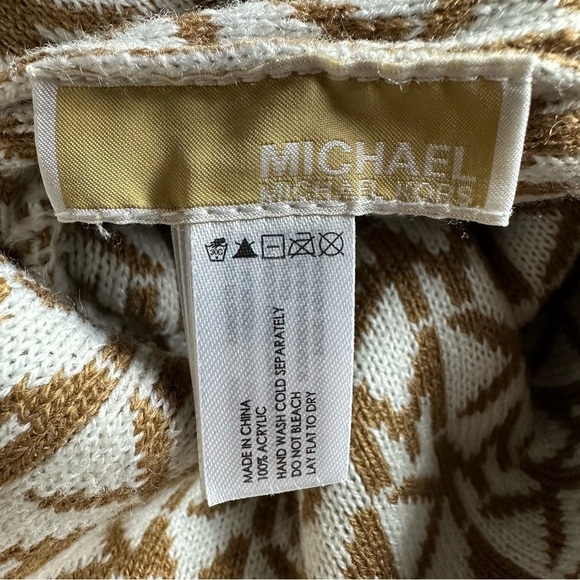 MICHAEL
MICHAEL KORS
MADE IN CHINA
100% ACRYLIC
HAND WASH COLD SEPARATELY
DO NOT BLEACH
LAY FLAT TO DRY